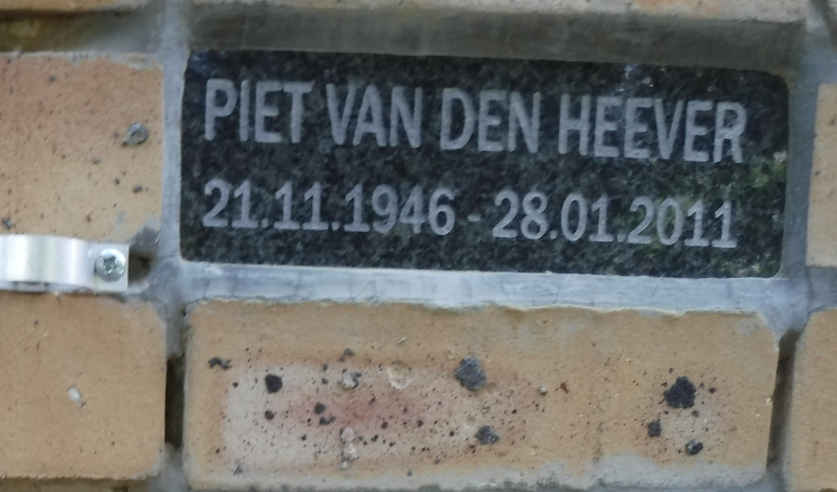 PIET VAN DEN HEEVER
21.11.1946 - 28.01.2011